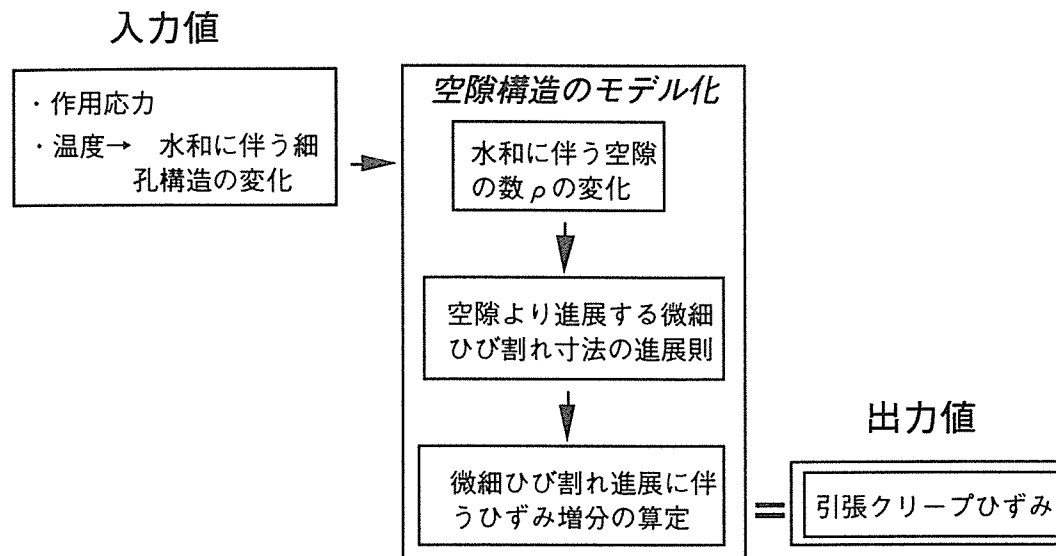 入力値
・作用応力
・温度→ 水和に伴う細
孔構造の変化
空隙構造のモデル化
水和に伴う空隙
の数ρの変化
空隙より進展する微細
ひび割れ寸法の進展則
微細ひび割れ進展に伴
うひずみ増分の算定
出力値
=
引張クリープひずみ